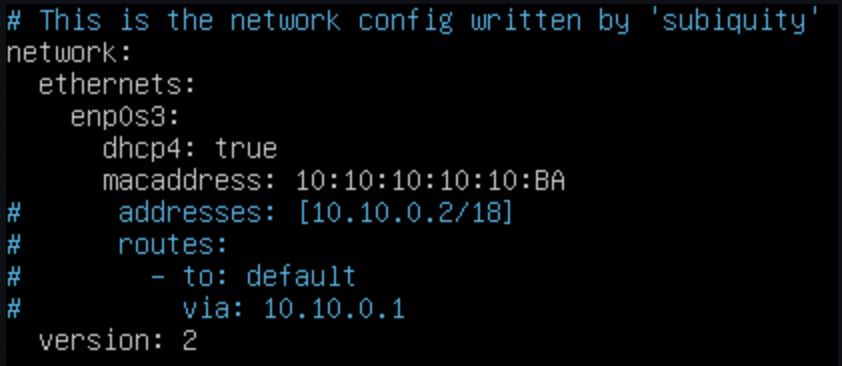 # This is the network config written by 'subiquity'
network:
  ethernets:
    enp0s3:
      dhcp4: true
      macaddress: 10:10:10:10:10:BA
#      addresses: [10.10.0.2/18]
#      routes:
#        - to: default
#          via: 10.10.0.1
  version: 2